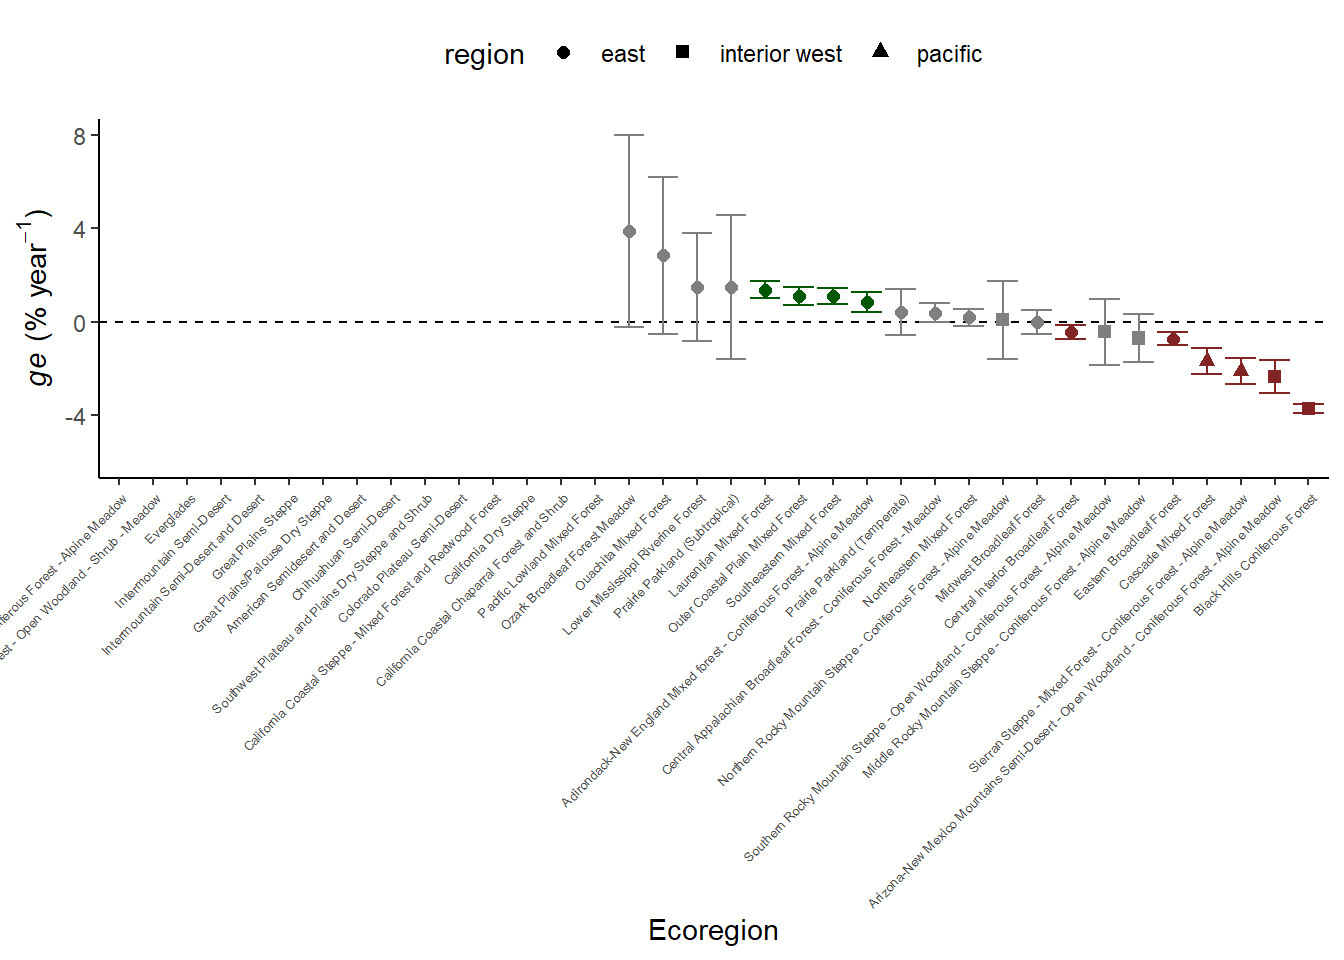 region east interior west pacific
ge (% year⁻¹)
8
4
0
-4
Forest - Alpine Meadow
Open Woodland - Shrub - Meadow
Everglades
Intermountain Semi-Desert
Intermountain Semi-Desert and Desert
Great Plains Steppe
Great Plains/Palouse Dry Steppe
American Semidesert and Desert
Chihuahuan Semi-Desert
Southwest Plateau and Plains Dry Steppe and Shrub
Colorado Plateau Semi-Desert
California Coastal Steppe - Mixed Forest and Redwood Forest
California Dry Steppe
California Coastal Chaparral Forest and Shrub
Pacific Lowland Mixed Forest
Ozark Broadleaf Forest Meadow
Ouachita Mixed Forest
Lower Mississippi Riverine Forest
Prairie Parkland (Subtropical)
Laurentian Mixed Forest
Outer Coastal Plain Mixed Forest
Southeastern Mixed Forest
Adirondack-New England Mixed forest - Coniferous Forest - Alpine Meadow
Prairie Parkland (Temperate)
Central Appalachian Broadleaf Forest - Coniferous Forest - Meadow
Northeastern Mixed Forest
Northern Rocky Mountain Steppe - Coniferous Forest - Alpine Meadow
Midwest Broadleaf Forest
Central Interior Broadleaf Forest
Southern Rocky Mountain Steppe - Open Woodland - Coniferous Forest - Alpine Meadow
Middle Rocky Mountain Steppe - Coniferous Forest - Alpine Meadow
Eastern Broadleaf Forest
Cascade Mixed Forest
Sierran Steppe - Mixed Forest - Coniferous Forest - Alpine Meadow
Arizona-New Mexico Mountains Semi-Desert - Open Woodland - Coniferous Forest - Alpine Meadow
Black Hills Coniferous Forest
Ecoregion